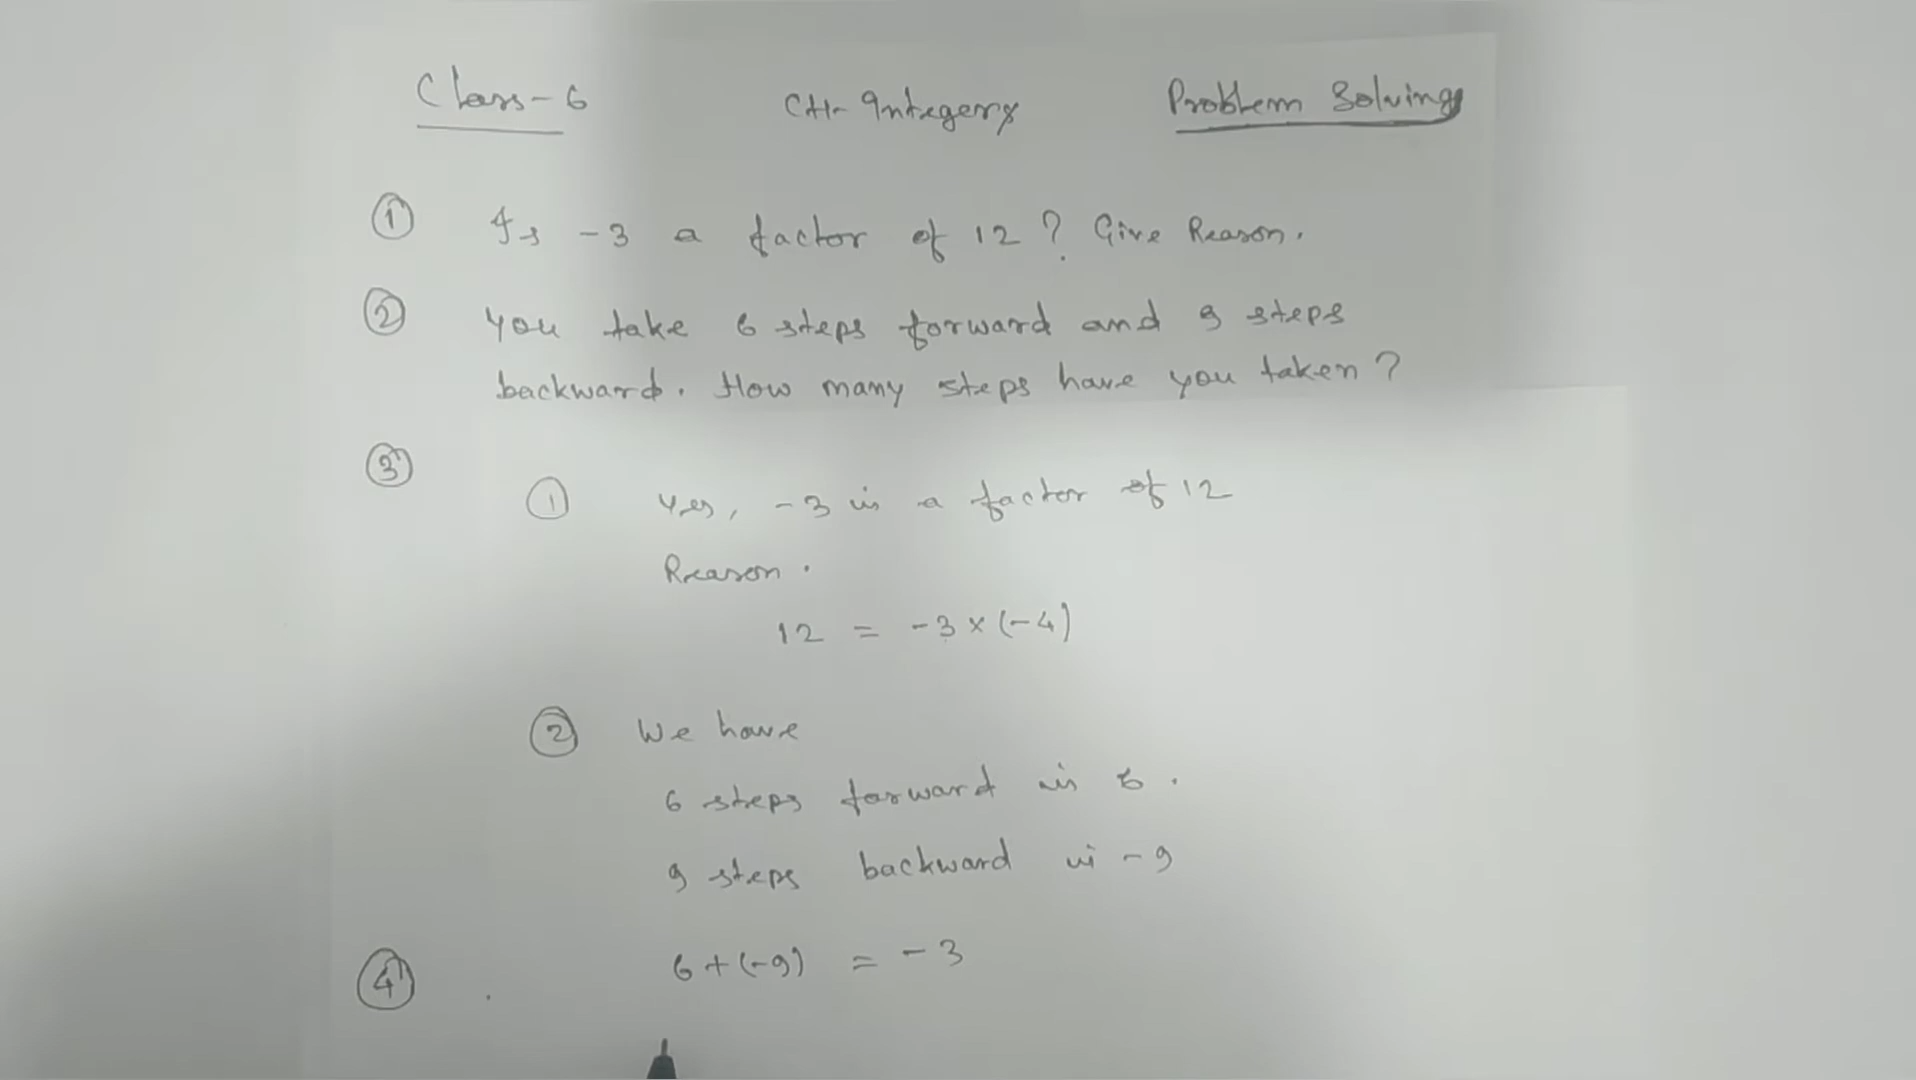 Class-6 CH- Integers Problem Solving
① Is -3 a factor of 12? Give Reason.
② You take 6 steps forward and 9 steps
backward. How many steps have you taken?
③
① Yes, -3 is a factor of 12
Reason.
12 = -3 × (-4)
② We have
6 steps forward is 6.
9 steps backward is -9
6+(-9) = -3
④ .